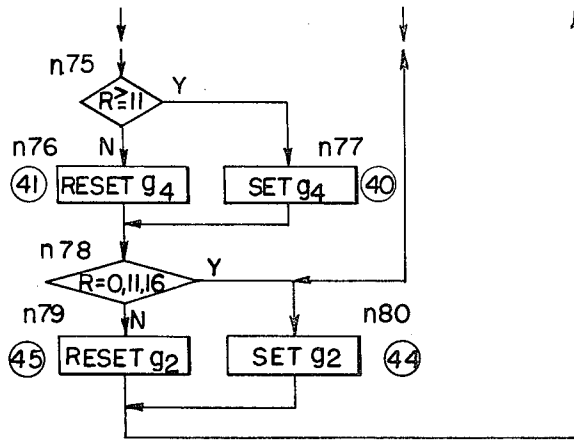 n75
R≥11
Y
n76
N
n77
41
RESET g4
SET g4
40
n78
R=0,11,16
Y
n79
N
n80
45
RESET g2
SET g2
44